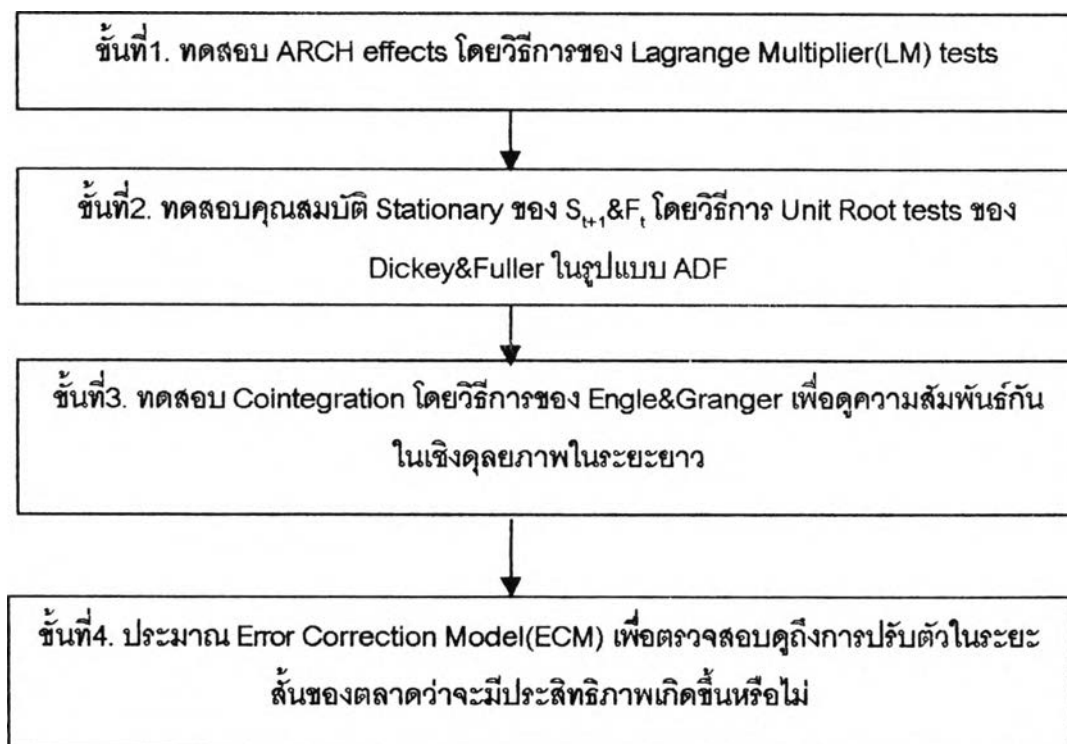 ขั้นที่1. ทดสอบ ARCH effects โดยวิธีการของ Lagrange Multiplier(LM) tests
ขั้นที่2. ทดสอบคุณสมบัติ Stationary ของ Sₜ₊₁&Fₜ โดยวิธีการ Unit Root tests ของ
Dickey&Fuller ในรูปแบบ ADF
ขั้นที่3. ทดสอบ Cointegration โดยวิธีการของ Engle&Granger เพื่อดูความสัมพันธ์กัน
ในเชิงดุลยภาพในระยะยาว
ขั้นที่4. ประมาณ Error Correction Model(ECM) เพื่อตรวจสอบดูถึงการปรับตัวในระยะ
สั้นของตลาดว่าจะมีประสิทธิภาพเกิดขึ้นหรือไม่